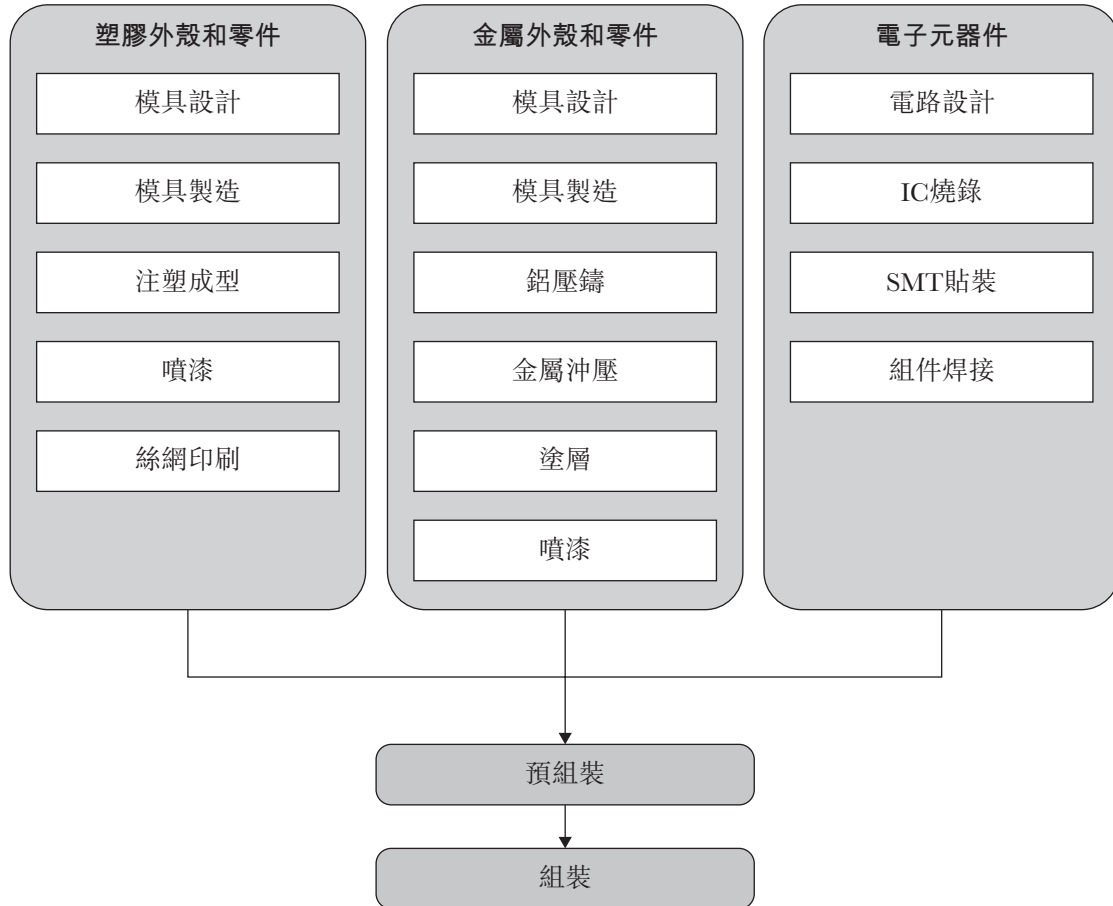 塑膠外殼和零件
模具設計
模具製造
注塑成型
噴漆
絲網印刷
金屬外殼和零件
模具設計
模具製造
鋁壓鑄
金屬沖壓
塗層
噴漆
電子元器件
電路設計
IC燒錄
SMT貼裝
組件焊接
預組裝
組裝